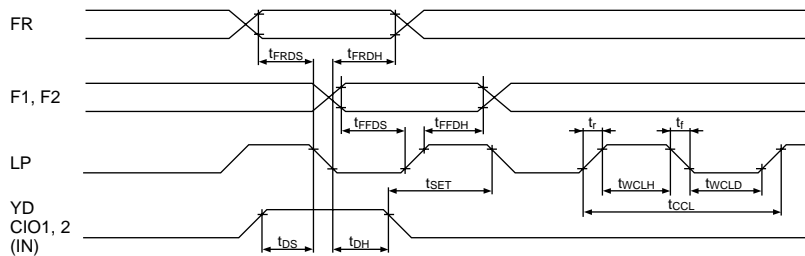 FR
tFRDS tFRDH
F1, F2
tFFDS tFFDH tr tf
LP
tSET tWCLH tWCLD
tCCL
YD
CIO1, 2
(IN)
tDS tDH